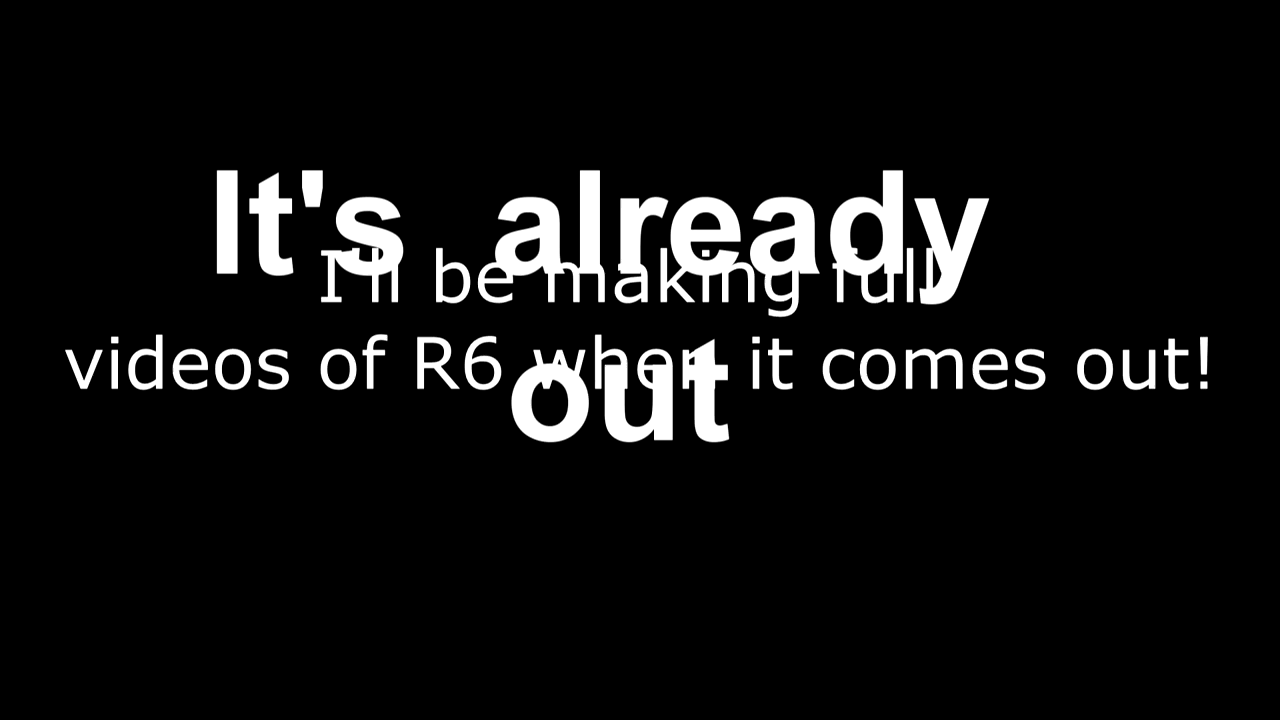 It's already
I'll be making full
videos of R6 when it comes out!
out